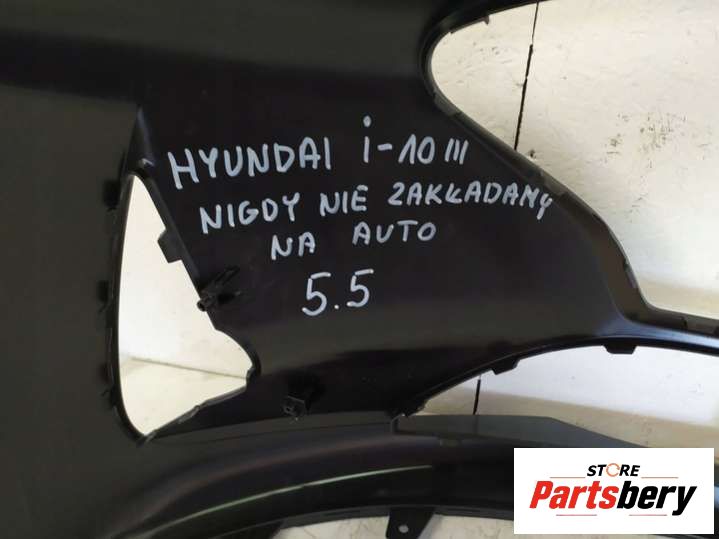 HYUNDAI i-10 III
NIGDY NIE ZAKŁADANY
NA AUTO
5.5
STORE
Partsbery